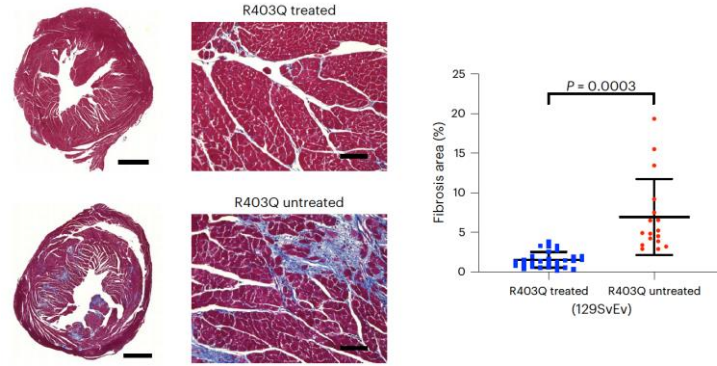 R403Q treated
R403Q untreated
Fibrosis area (%)
25
20
15
10
5
0
P = 0.0003
R403Q treated
R403Q untreated
(129SvEv)